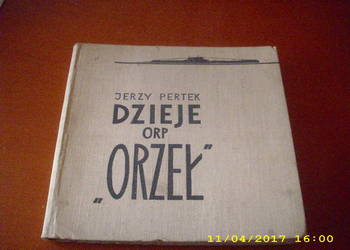 JERZY PERTEK
DZIEJE
ORP
„ORZEŁ"
11/04/2017 16:00